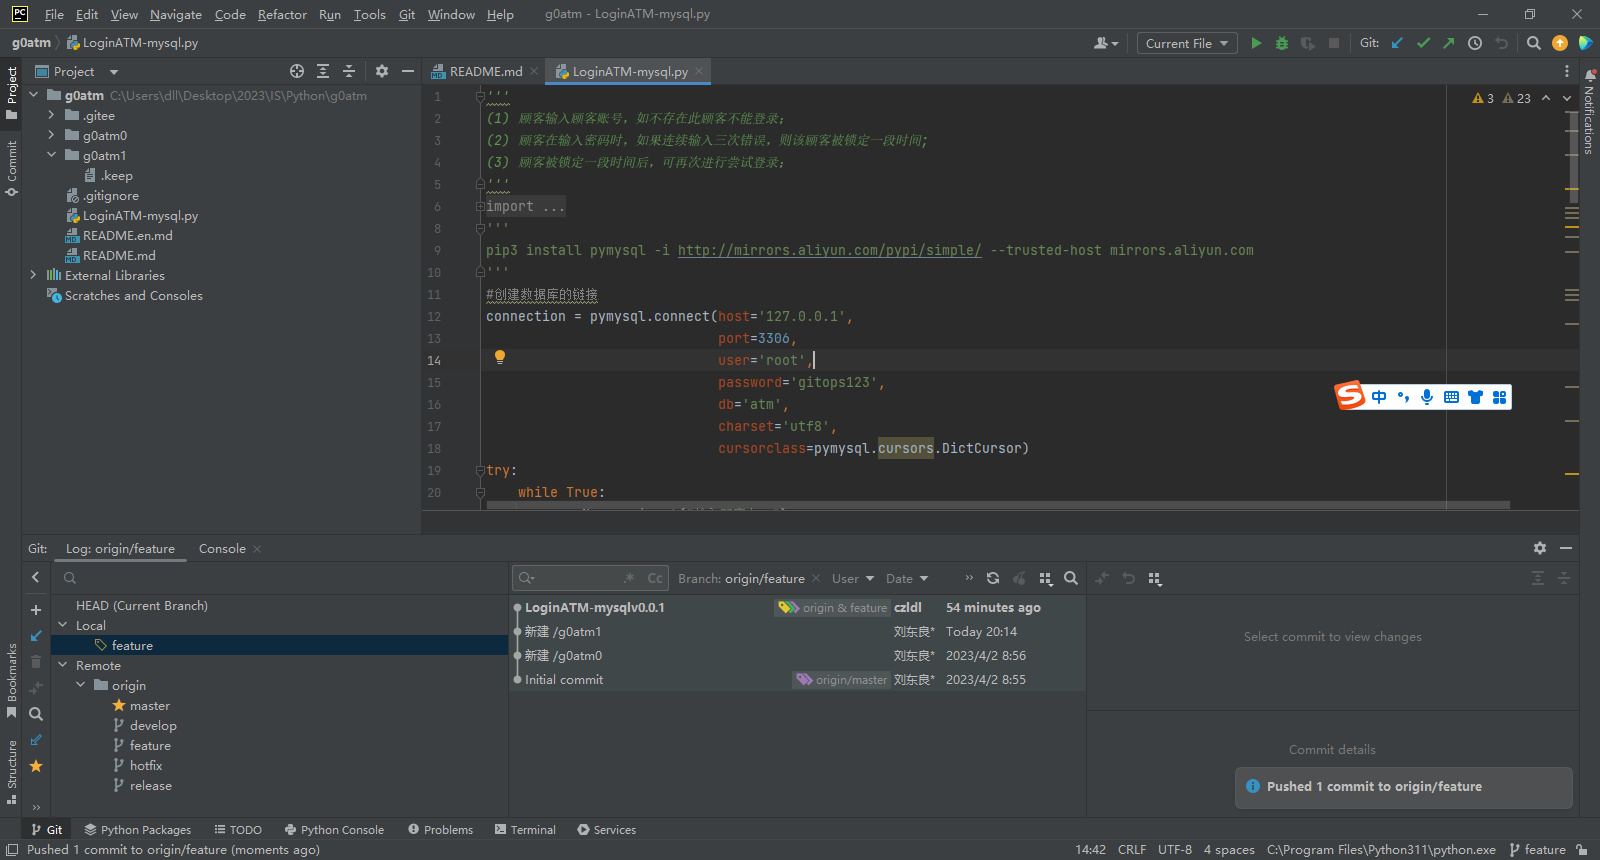 PC File Edit View Navigate Code Refactor Run Tools Git Window Help g0atm - LoginATM-mysql.py
g0atm LoginATM-mysql.py Current File Git:
Project
Project
README.md LoginATM-mysql.py
g0atm C:\Users\dll\Desktop\2023\IS\Python\g0atm
.gitee
g0atm0
g0atm1
.keep
.gitignore
LoginATM-mysql.py
README.en.md
README.md
External Libraries
Scratches and Consoles
Commit
Bookmarks
Structure
Notifications
3 23
1 '''
2 (1) 顾客输入顾客账号，如不存在此顾客不能登录;
3 (2) 顾客在输入密码时，如果连续输入三次错误，则该顾客被锁定一段时间;
4 (3) 顾客被锁定一段时间后，可再次进行尝试登录;
5 '''
6 import ...
8 '''
9 pip3 install pymysql -i http://mirrors.aliyun.com/pypi/simple/ --trusted-host mirrors.aliyun.com
10 '''
11 #创建数据库的链接
12 connection = pymysql.connect(host='127.0.0.1',
13 port=3306,
14 user='root',
15 password='gitops123',
16 db='atm',
17 charset='utf8',
18 cursorclass=pymysql.cursors.DictCursor)
19 try:
20 while True:
中
Git: Log: origin/feature Console
HEAD (Current Branch)
Local
feature
Remote
origin
master
develop
feature
hotfix
release
.* Cc Branch: origin/feature User Date
LoginATM-mysqlv0.0.1 origin & feature czldl 54 minutes ago
新建 /g0atm1 刘东良* Today 20:14
新建 /g0atm0 刘东良* 2023/4/2 8:56
Initial commit origin/master 刘东良* 2023/4/2 8:55
Select commit to view changes
Commit details
Pushed 1 commit to origin/feature
Git Python Packages TODO Python Console Problems Terminal Services
Pushed 1 commit to origin/feature (moments ago) 14:42 CRLF UTF-8 4 spaces C:\Program Files\Python311\python.exe feature